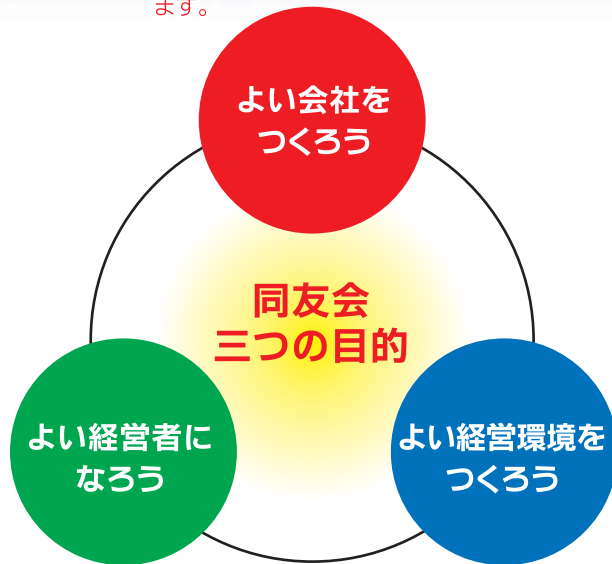 ます。
よい会社を
つくろう
同友会
三つの目的
よい経営者に
なろう
よい経営環境を
つくろう